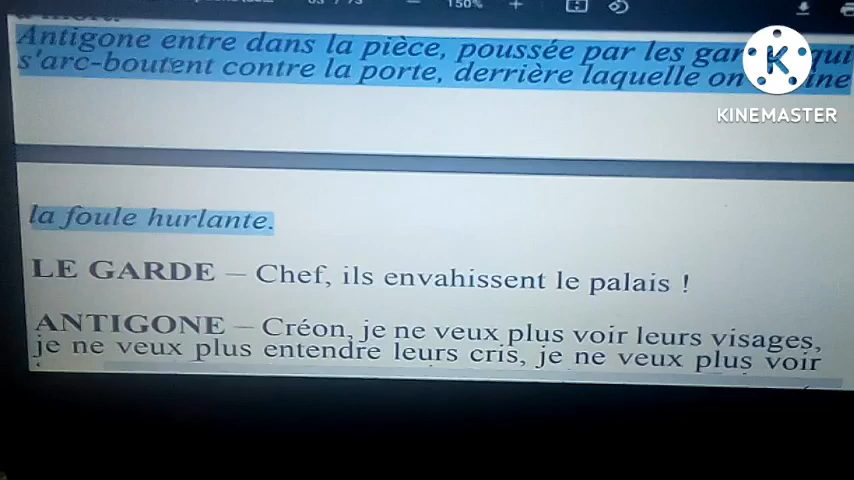 150%
Antigone entre dans la pièce, poussée par les qui
s'arc-boutent contre la porte, derrière laquelle on
KINEMASTER
la foule hurlante.
LE GARDE – Chef, ils envahissent le palais !
ANTIGONE – Créon, je ne veux plus voir leurs visages,
je ne veux plus entendre leurs cris, je ne veux plus voir